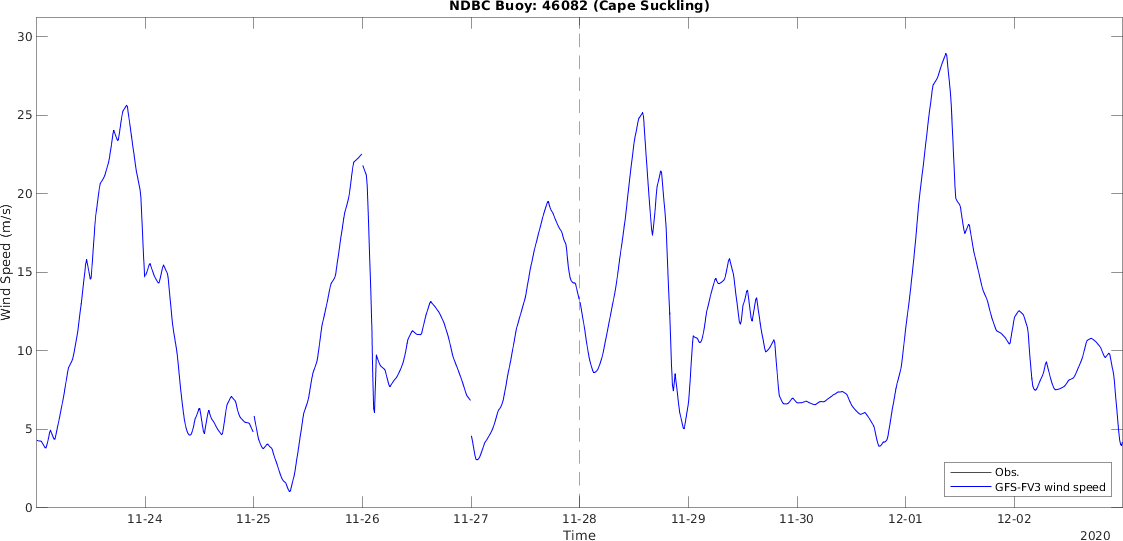 NDBC Buoy: 46082 (Cape Suckling)
30
25
20
15
10
5
0
Wind Speed (m/s)
11-24 11-25 11-26 11-27 11-28 11-29 11-30 12-01 12-02
Time
2020
Obs.
GFS-FV3 wind speed